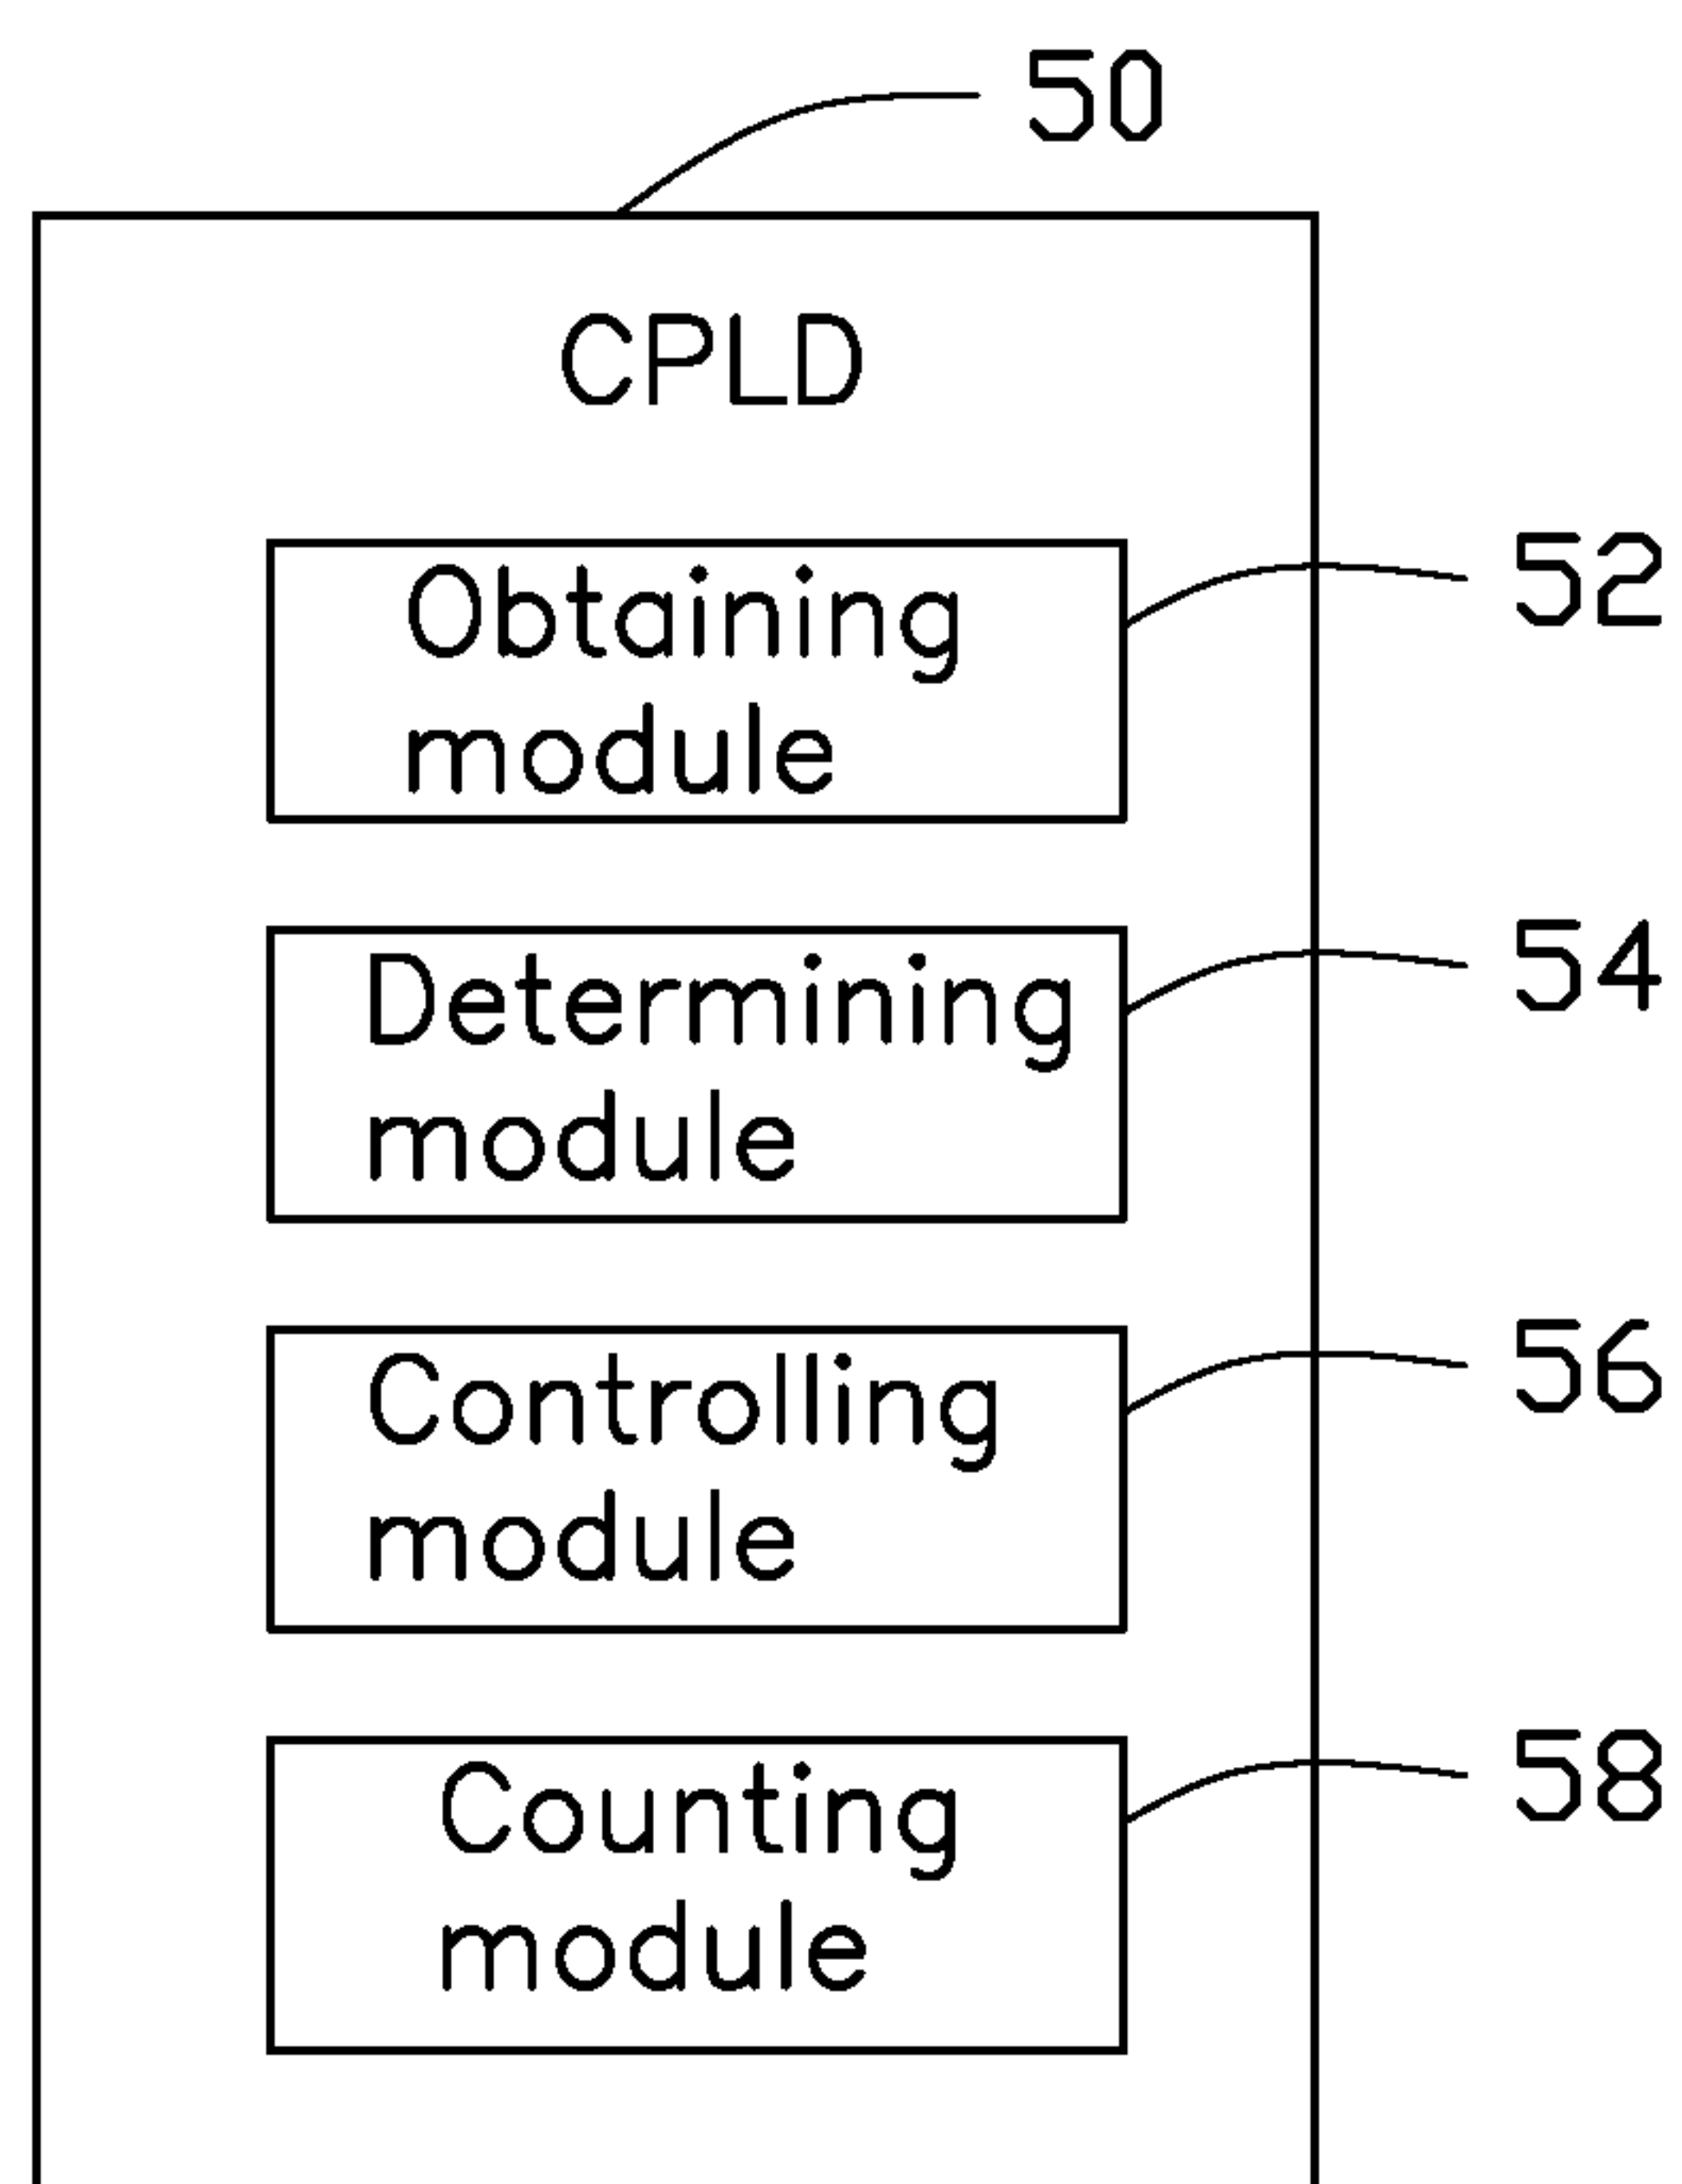 50
CPLD
Obtaining
module
52
Determining
module
54
Controlling
module
56
Counting
module
58